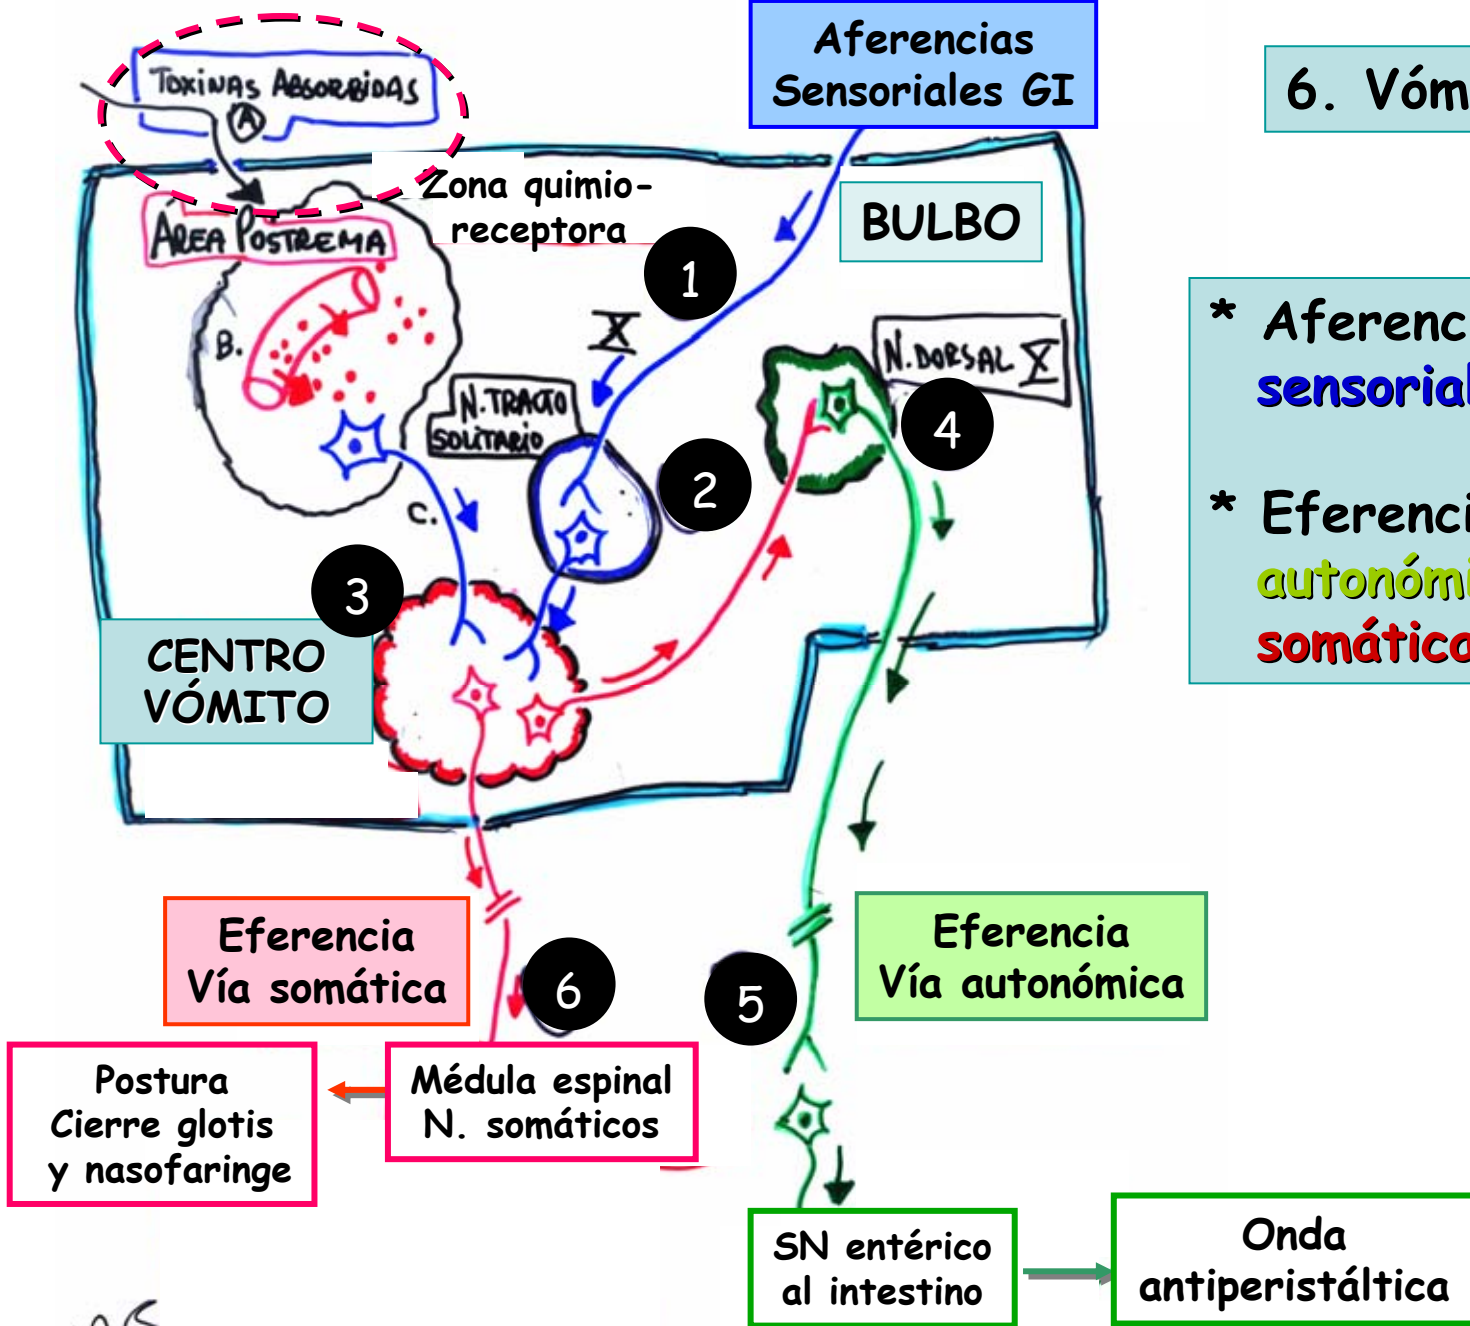 Aferencias
Sensoriales GI
6. Vóm
TOXINAS ABSORBIDAS
A
Zona quimio-
receptora
BULBO
ÁREA POSTREMA
1
* Aferenc
sensorial
X
B.
N. DORSAL X
N. TRACTO
SOLITARIO
4
2
* Eferenci
autonómi
somática
C.
3
CENTRO
VÓMITO
Eferencia
Vía somática
Eferencia
Vía autonómica
6
5
Postura
Cierre glotis
y nasofaringe
Médula espinal
N. somáticos
SN entérico
al intestino
Onda
antiperistáltica